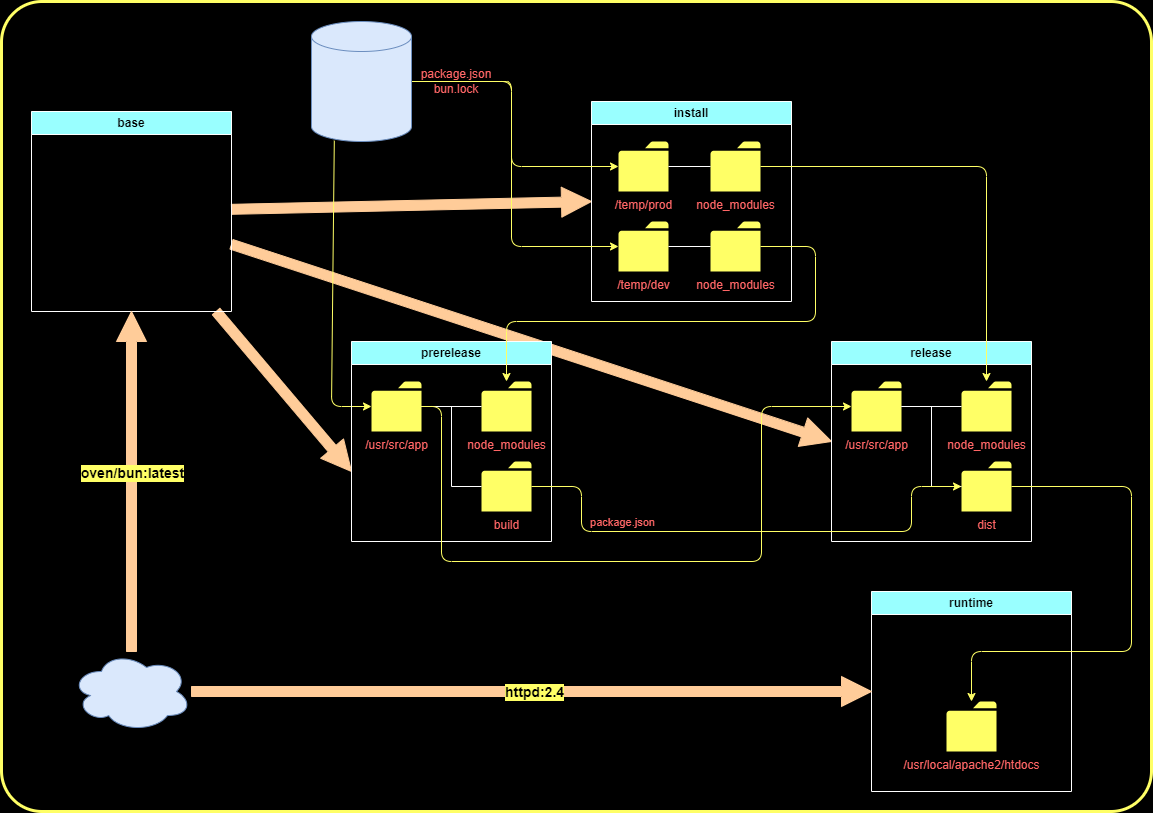 package.json
bun.lock
base
install
/temp/prod
node_modules
/temp/dev
node_modules
prerelease
release
/usr/src/app
node_modules
/usr/src/app
node_modules
oven/bun:latest
build
package.json
dist
runtime
httpd:2.4
/usr/local/apache2/htdocs